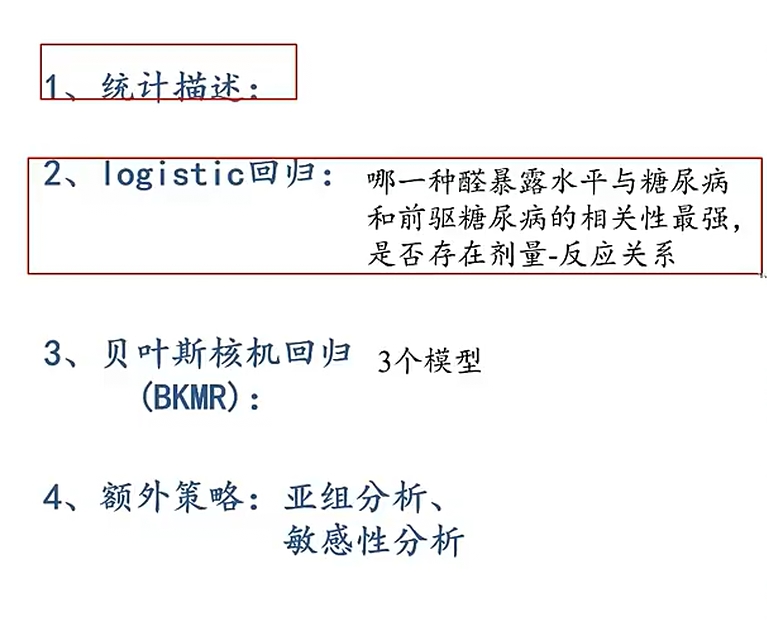 1、统计描述：
2、logistic回归：
哪一种醛暴露水平与糖尿病
和前驱糖尿病的相关性最强，
是否存在剂量-反应关系
3、贝叶斯核机回归
(BKMR)：
3个模型
4、额外策略：亚组分析、
敏感性分析